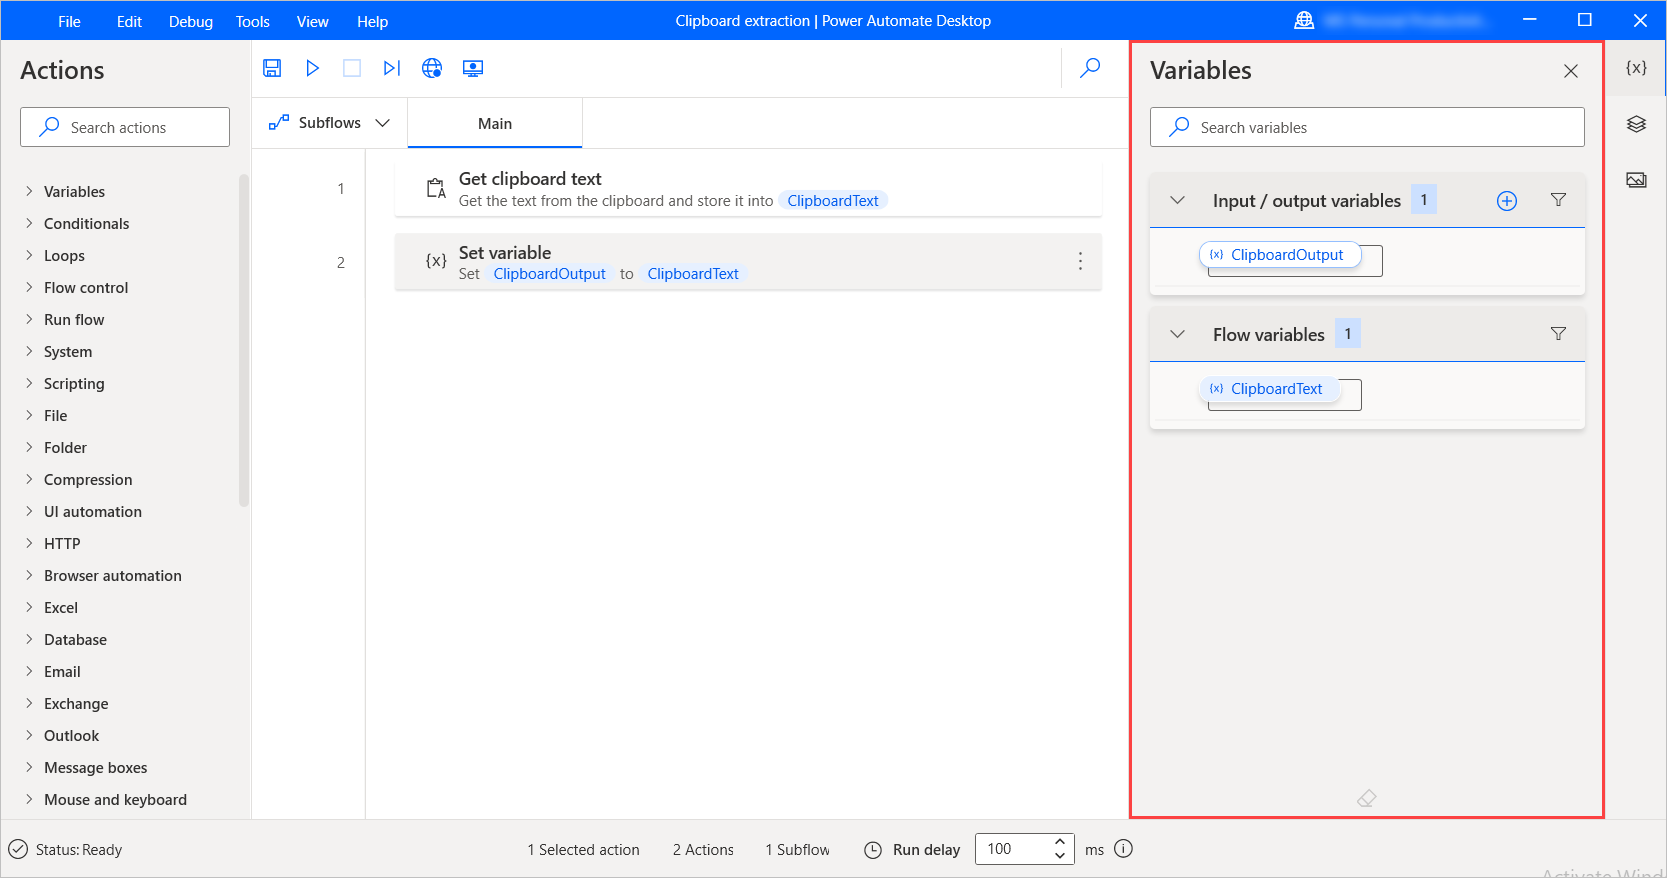 File Edit Debug Tools View Help Clipboard extraction | Power Automate Desktop
Actions
Search actions
Variables
Conditionals
Loops
Flow control
Run flow
System
Scripting
File
Folder
Compression
UI automation
HTTP
Browser automation
Excel
Database
Email
Exchange
Outlook
Message boxes
Mouse and keyboard
Subflows Main
1
Get clipboard text
Get the text from the clipboard and store it into ClipboardText
2
{x} Set variable
Set ClipboardOutput to ClipboardText
Variables
Search variables
Input / output variables 1
{x} ClipboardOutput
Flow variables 1
{x} ClipboardText
{x}
Status: Ready 1 Selected action 2 Actions 1 Subflow Run delay 100 ms
Activate Wind